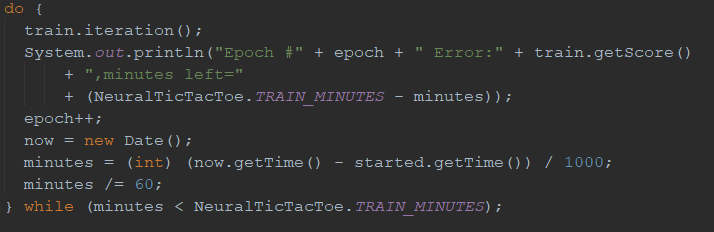 do {
train.iteration();
System.out.println("Epoch #" + epoch + " Error:" + train.getScore()
+ ",minutes left="
+ (NeuralTicTacToe.TRAIN_MINUTES - minutes));
epoch++;
now = new Date();
minutes = (int) (now.getTime() - started.getTime()) / 1000;
minutes /= 60;
} while (minutes < NeuralTicTacToe.TRAIN_MINUTES);